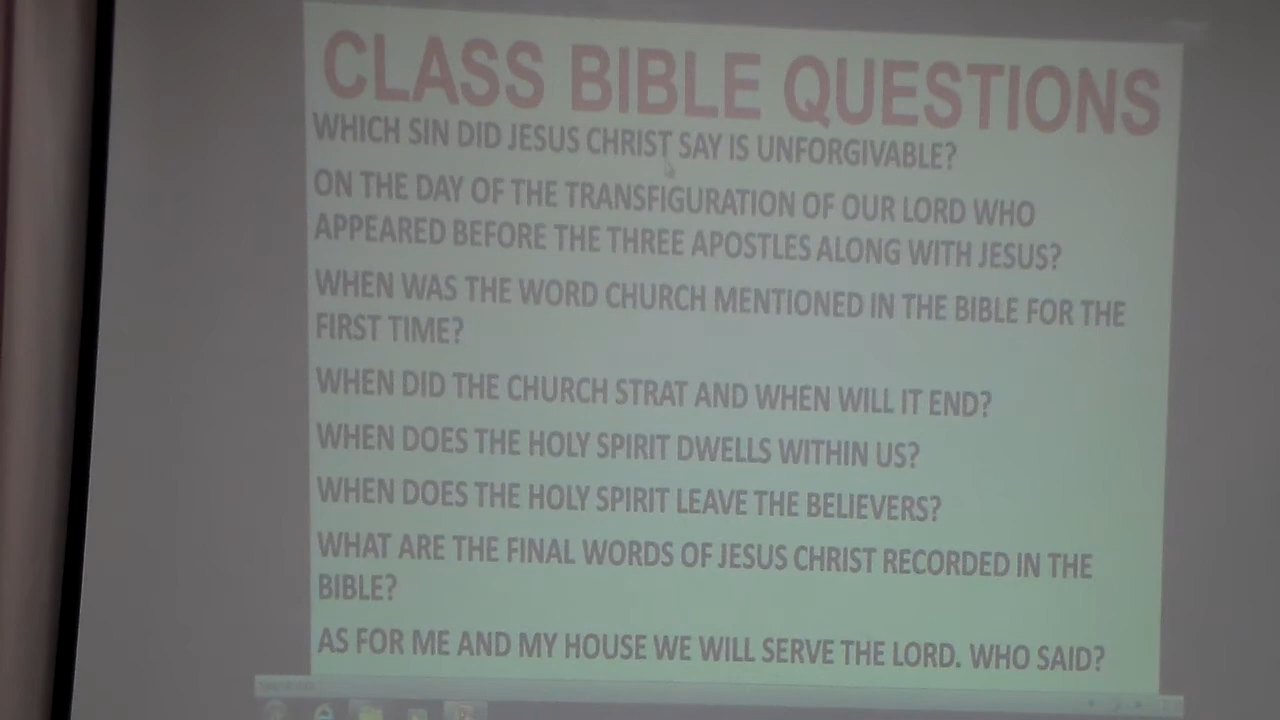 CLASS BIBLE QUESTIONS
WHICH SIN DID JESUS CHRIST SAY IS UNFORGIVABLE?
ON THE DAY OF THE TRANSFIGURATION OF OUR LORD WHO
APPEARED BEFORE THE THREE APOSTLES ALONG WITH JESUS?
WHEN WAS THE WORD CHURCH MENTIONED IN THE BIBLE FOR THE
FIRST TIME?
WHEN DID THE CHURCH STRAT AND WHEN WILL IT END?
WHEN DOES THE HOLY SPIRIT DWELLS WITHIN US?
WHEN DOES THE HOLY SPIRIT LEAVE THE BELIEVERS?
WHAT ARE THE FINAL WORDS OF JESUS CHRIST RECORDED IN THE
BIBLE?
AS FOR ME AND MY HOUSE WE WILL SERVE THE LORD. WHO SAID?